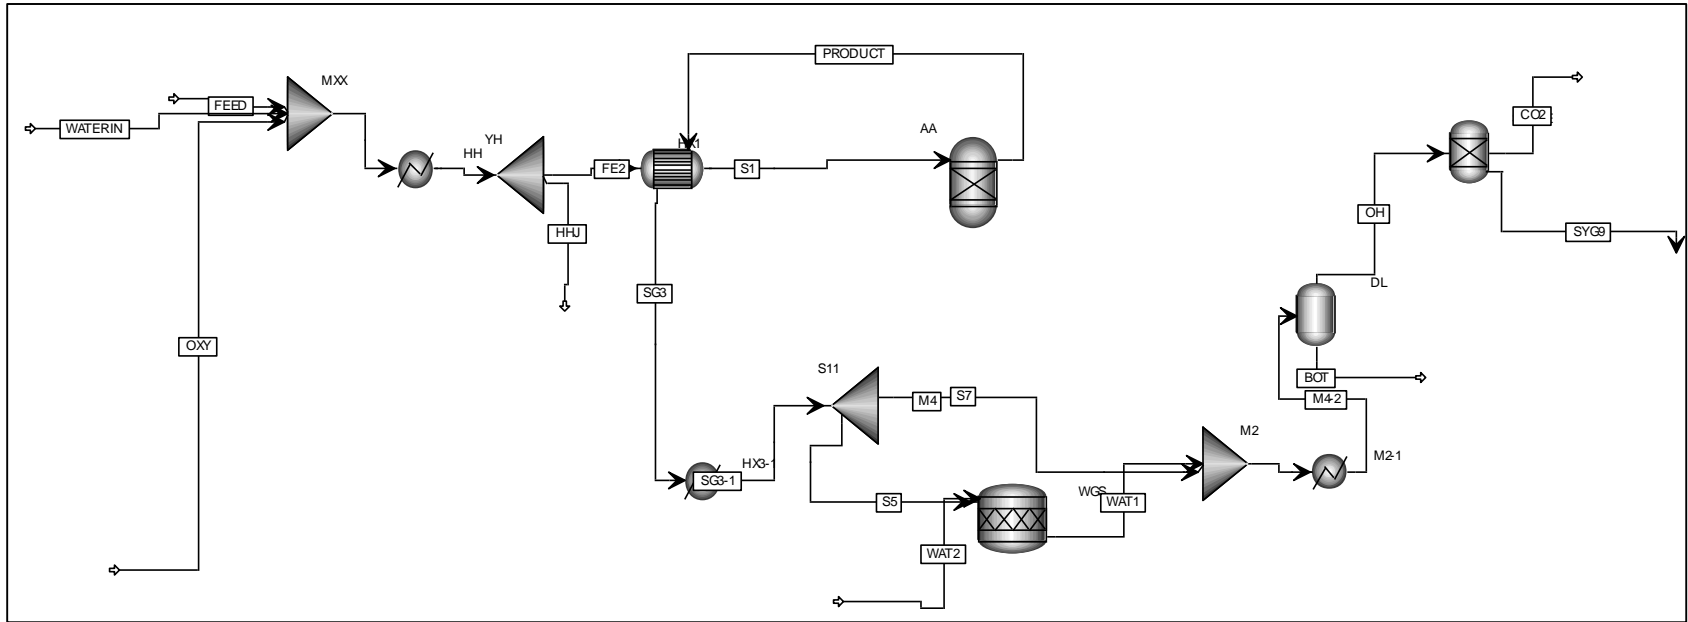 PRODUCT
MXX
FEED
WATERIN
CO2
AA
YH
HH
HX1
FE2
S1
OH
HHJ
SYG9
DL
SG3
OXY
S11
BOT
M4
S7
M4-2
M2
M2-1
HX3-1
SG3-1
WGS
S5
WAT1
WAT2